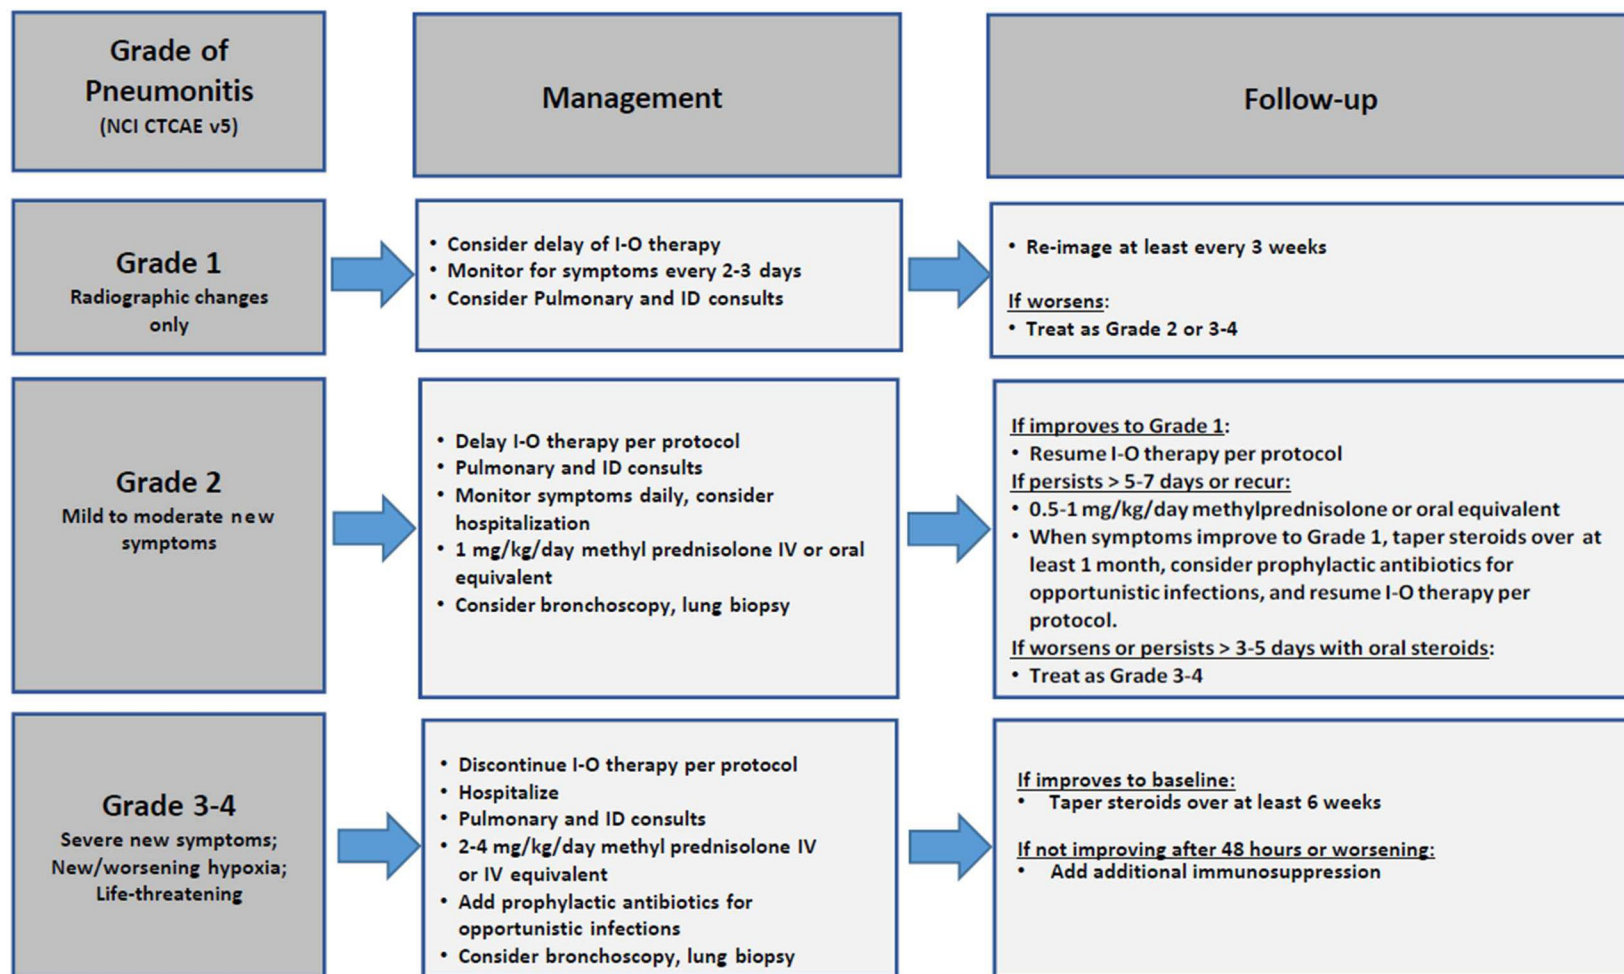 Grade of
Pneumonitis
(NCI CTCAE v5)
Management
Follow-up
Grade 1
Radiographic changes
only
• Consider delay of I-O therapy
• Monitor for symptoms every 2-3 days
• Consider Pulmonary and ID consults
• Re-image at least every 3 weeks
If worsens:
• Treat as Grade 2 or 3-4
Grade 2
Mild to moderate new
symptoms
• Delay I-O therapy per protocol
• Pulmonary and ID consults
• Monitor symptoms daily, consider
hospitalization
• 1 mg/kg/day methyl prednisolone IV or oral
equivalent
• Consider bronchoscopy, lung biopsy
If improves to Grade 1:
• Resume I-O therapy per protocol
If persists > 5-7 days or recur:
• 0.5-1 mg/kg/day methylprednisolone or oral equivalent
• When symptoms improve to Grade 1, taper steroids over at
least 1 month, consider prophylactic antibiotics for
opportunistic infections, and resume I-O therapy per
protocol.
If worsens or persists > 3-5 days with oral steroids:
• Treat as Grade 3-4
Grade 3-4
Severe new symptoms;
New/worsening hypoxia;
Life-threatening
• Discontinue I-O therapy per protocol
• Hospitalize
• Pulmonary and ID consults
• 2-4 mg/kg/day methyl prednisolone IV
or IV equivalent
• Add prophylactic antibiotics for
opportunistic infections
• Consider bronchoscopy, lung biopsy
If improves to baseline:
• Taper steroids over at least 6 weeks
If not improving after 48 hours or worsening:
• Add additional immunosuppression